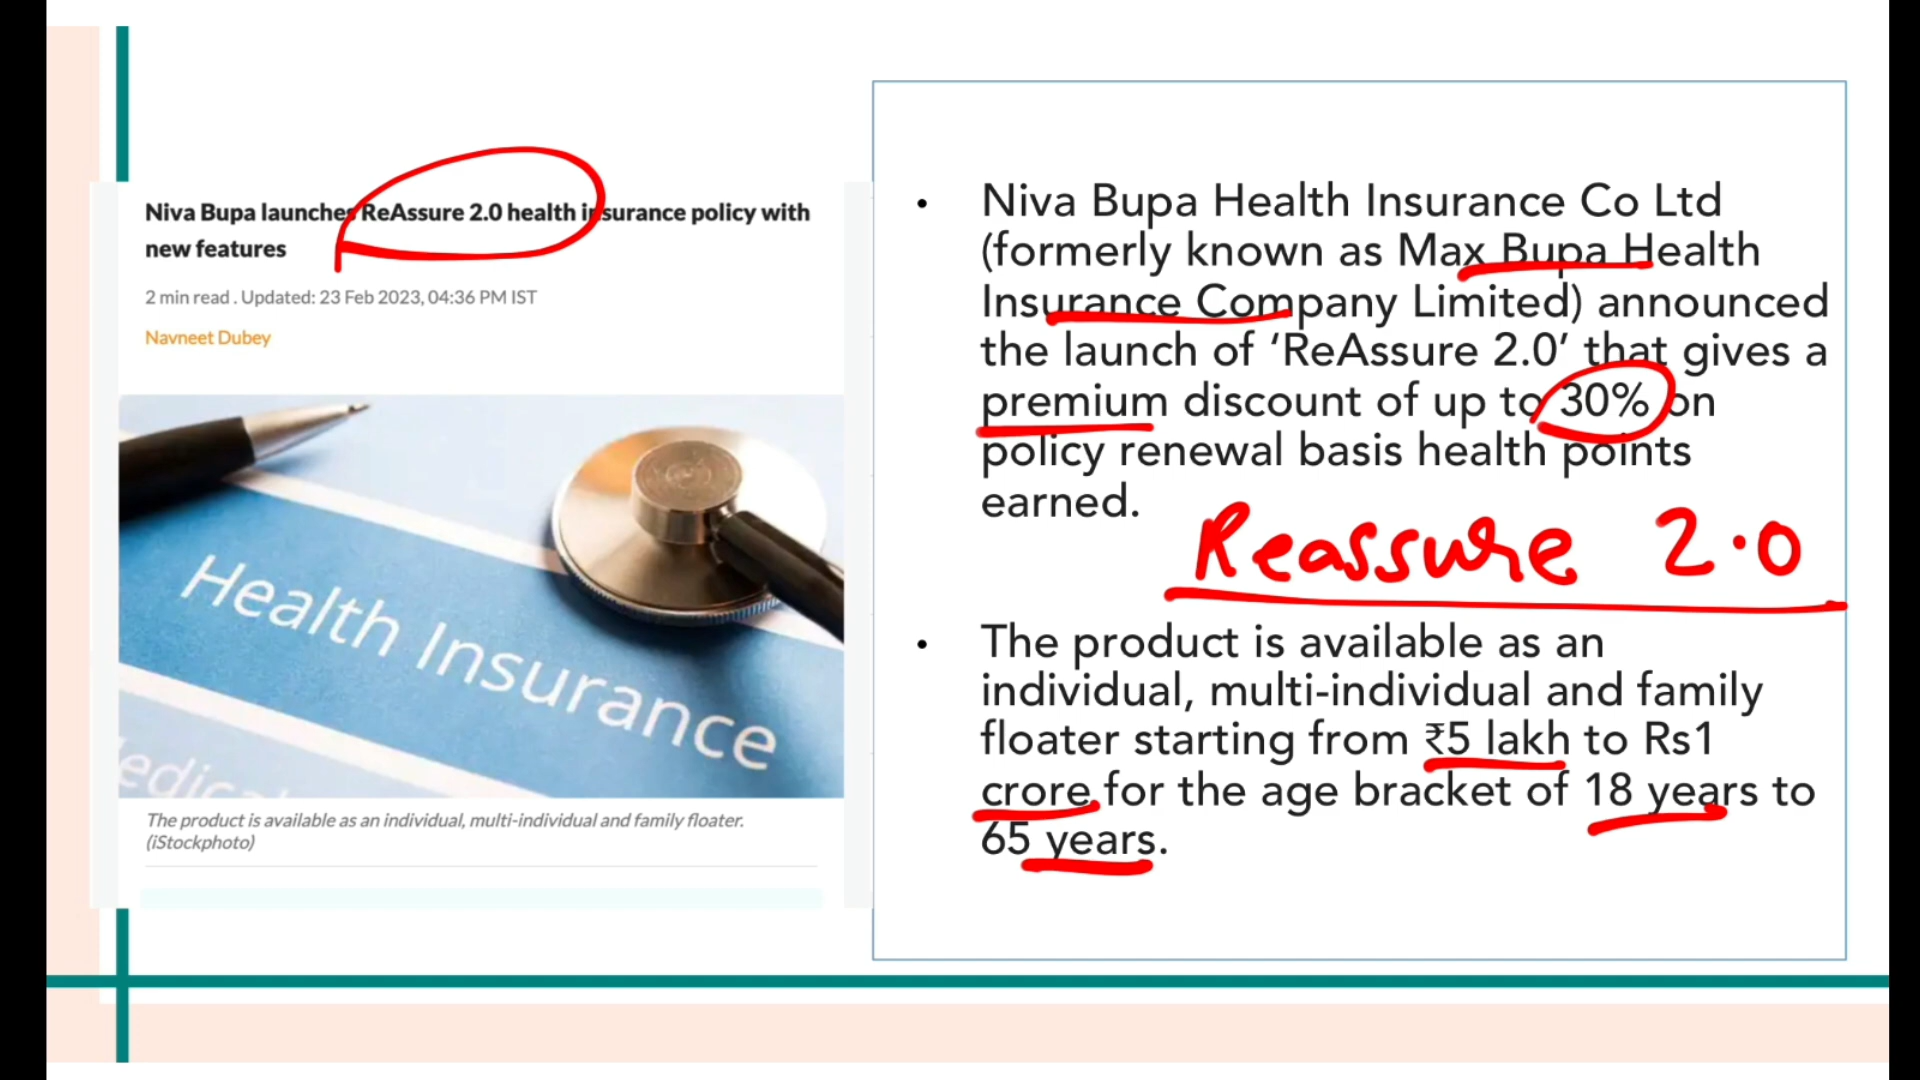 Niva Bupa launches ReAssure 2.0 health insurance policy with
new features
2 min read . Updated: 23 Feb 2023, 04:36 PM IST
Navneet Dubey
Health Insurance
The product is available as an individual, multi-individual and family floater.
(iStockphoto)
• Niva Bupa Health Insurance Co Ltd
(formerly known as Max Bupa Health
Insurance Company Limited) announced
the launch of ‘ReAssure 2.0’ that gives a
premium discount of up to 30% on
policy renewal basis health points
earned.
Reassure 2.0
• The product is available as an
individual, multi-individual and family
floater starting from ₹5 lakh to Rs1
crore for the age bracket of 18 years to
65 years.